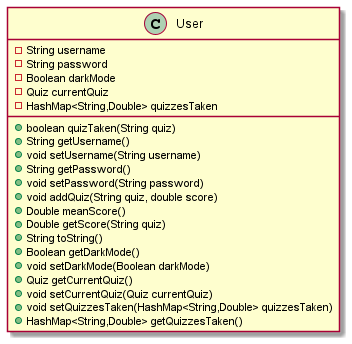 C User
String username
String password
Boolean darkMode
Quiz currentQuiz
HashMap<String,Double> quizzesTaken
boolean quizTaken(String quiz)
String getUsername()
void setUsername(String username)
String getPassword()
void setPassword(String password)
void addQuiz(String quiz, double score)
Double meanScore()
Double getScore(String quiz)
String toString()
Boolean getDarkMode()
void setDarkMode(Boolean darkMode)
Quiz getCurrentQuiz()
void setCurrentQuiz(Quiz currentQuiz)
void setQuizzesTaken(HashMap<String,Double> quizzesTaken)
HashMap<String,Double> getQuizzesTaken()